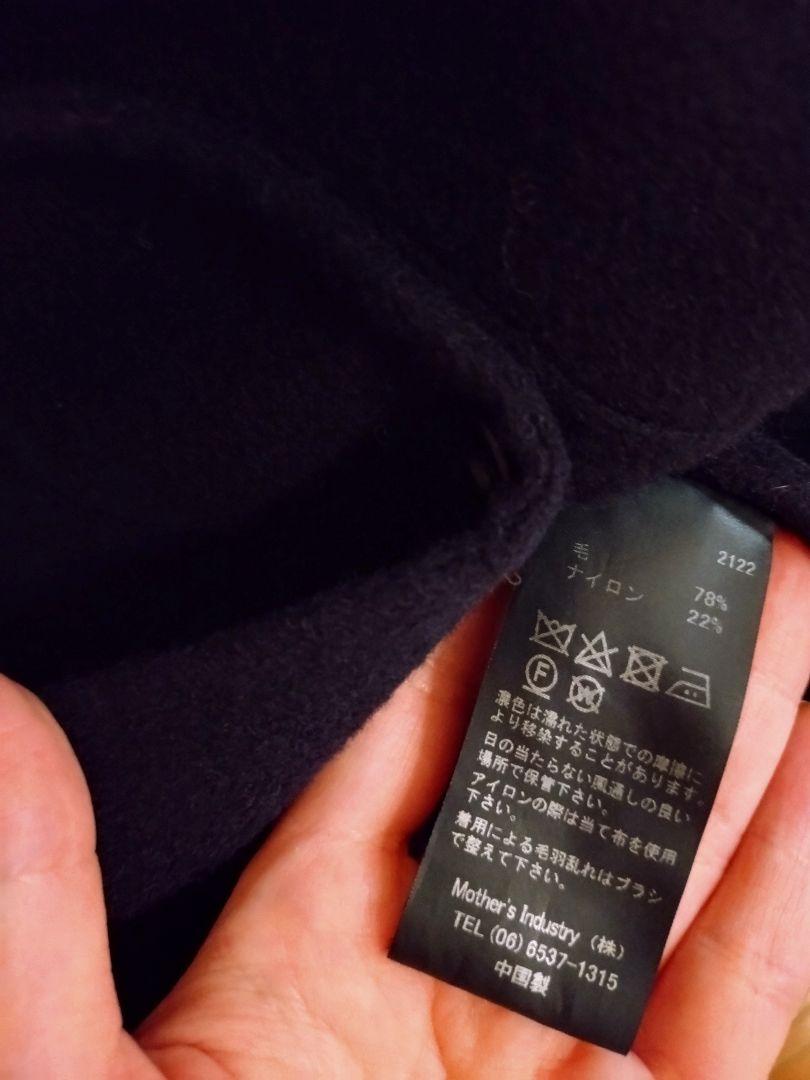 2122
毛 78%
ナイロン 22%
F W
濃色は濡れた状態での摩擦に
より移染することがあります。
日の当たらない風通しの良い
場所で保管下さい。
アイロンの際は当て布を使用
下さい。
着用による毛羽乱れはブラシ
で整えて下さい。
Mother's Industry (株)
TEL (06) 6537-1315
中国製